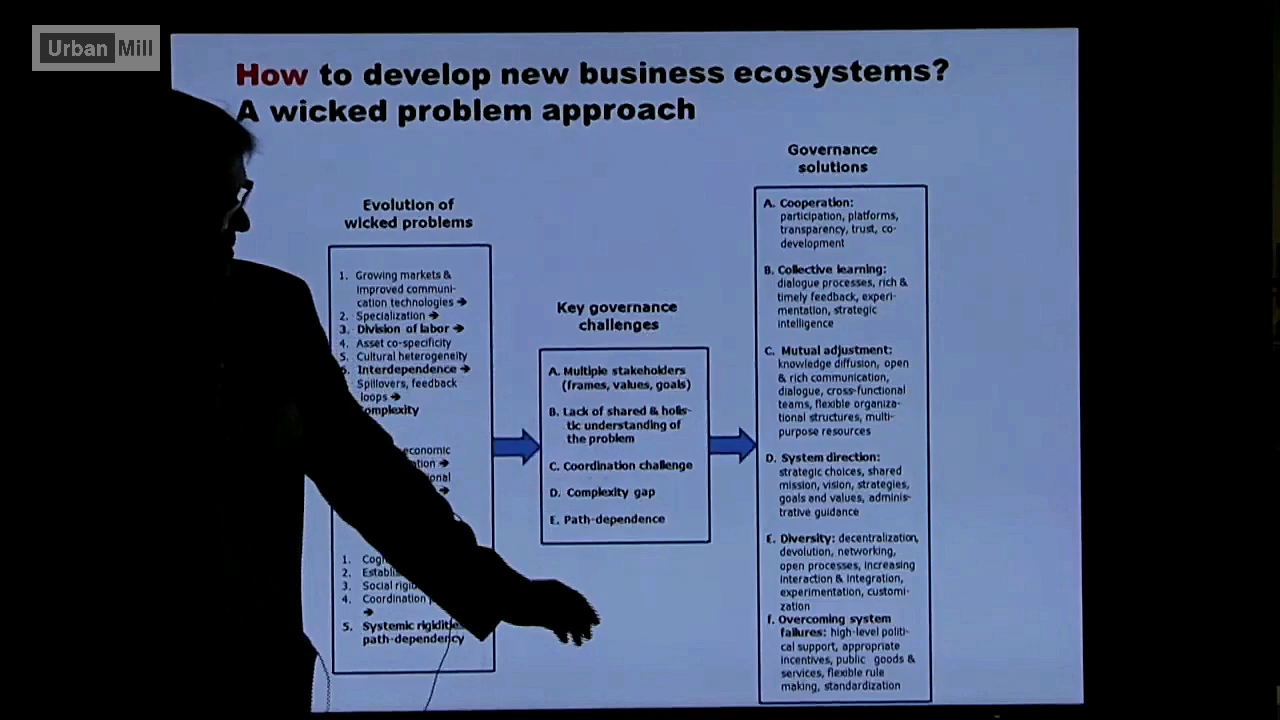 Urban Mill
How to develop new business ecosystems?
A wicked problem approach
Evolution of
wicked problems
1. Growing markets &
improved communi-
cation technologies →
2. Specialization →
3. Division of labor →
4. Asset co-specificity
5. Cultural heterogeneity
Interdependence →
Spillovers, feedback
loops →
economic
→
1.
2.
3. Social
4. Coordination
→
5. Systemic
path-dependency
Key governance
challenges
A. Multiple stakeholders
(frames, values, goals)
B. Lack of shared & holis-
tic understanding of
the problem
C. Coordination challenge
D. Complexity gap
E. Path-dependence
Governance
solutions
A. Cooperation:
participation, platforms,
transparency, trust, co-
development
B. Collective learning:
dialogue processes, rich &
timely feedback, experi-
mentation, strategic
intelligence
C. Mutual adjustment:
knowledge diffusion, open
& rich communication,
dialogue, cross-functional
teams, flexible organiza-
tional structures, multi-
purpose resources
D. System direction:
strategic choices, shared
mission, vision, strategies,
goals and values, adminis-
trative guidance
E. Diversity: decentralization,
devolution, networking,
open processes, increasing
interaction & integration,
experimentation, customi-
zation
f. Overcoming system
failures: high-level politi-
cal support, appropriate
incentives, public goods &
services, flexible rule
making, standardization